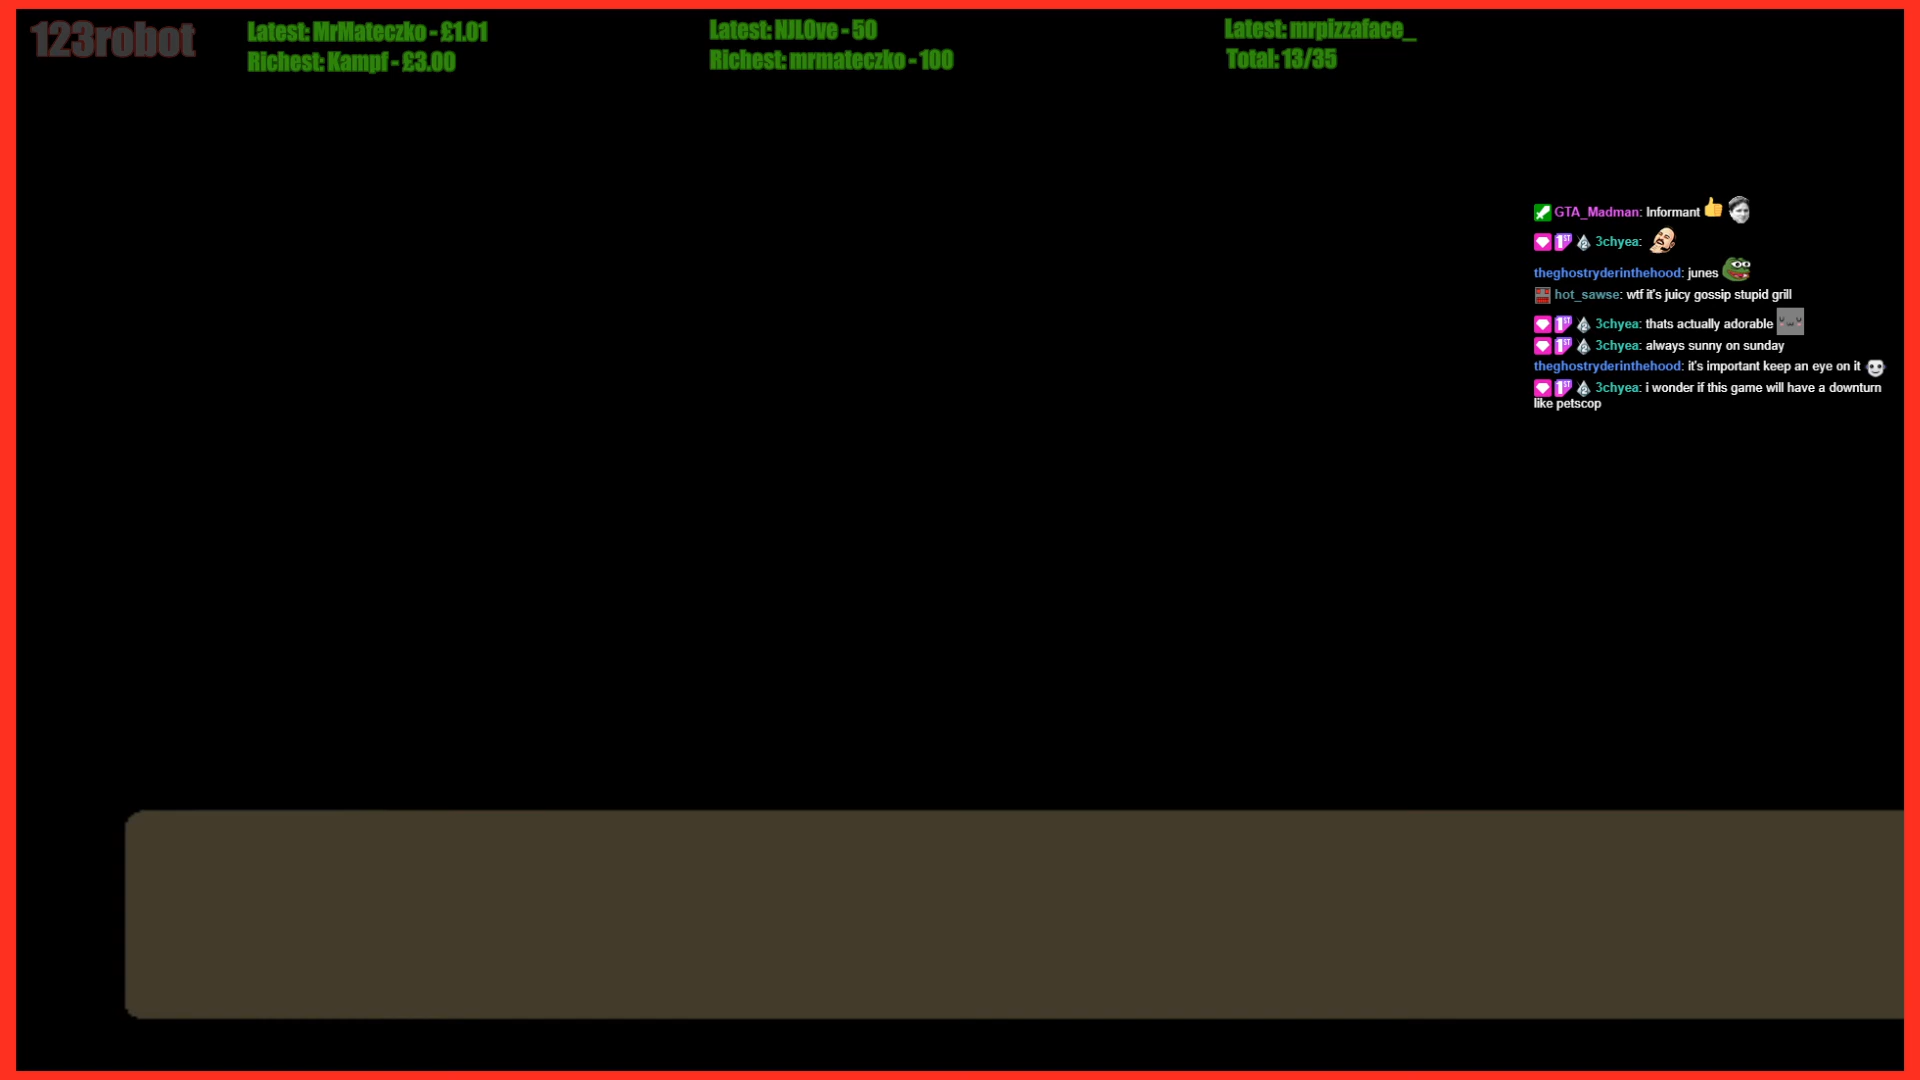 123robot
Latest: MrMateczko - £1.01
Richest: Kampf - £3.00
Latest: NJL0ve - 50
Richest: mrmateczko - 100
Latest: mrpizzaface_
Total: 13/35
GTA_Madman: Informant
3chyea:
theghostryderinthehood: junes
hot_sawse: wtf it's juicy gossip stupid grill
3chyea: thats actually adorable
3chyea: always sunny on sunday
theghostryderinthehood: it's important keep an eye on it
3chyea: i wonder if this game will have a downturn
like petscop